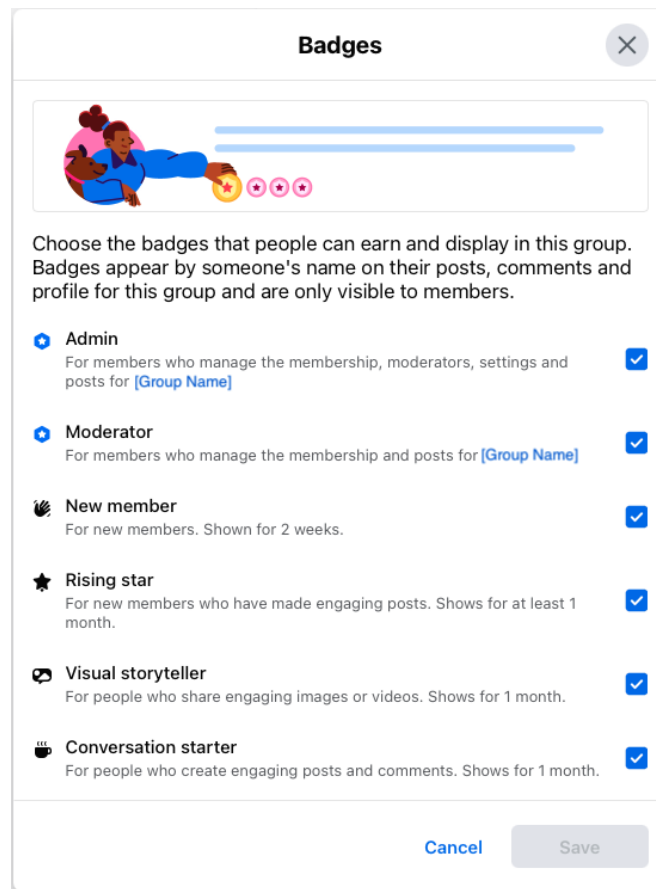 Badges
Choose the badges that people can earn and display in this group.
Badges appear by someone's name on their posts, comments and
profile for this group and are only visible to members.
Admin
For members who manage the membership, moderators, settings and
posts for [Group Name]
Moderator
For members who manage the membership and posts for [Group Name]
New member
For new members. Shown for 2 weeks.
Rising star
For new members who have made engaging posts. Shows for at least 1
month.
Visual storyteller
For people who share engaging images or videos. Shows for 1 month.
Conversation starter
For people who create engaging posts and comments. Shows for 1 month.
Cancel
Save